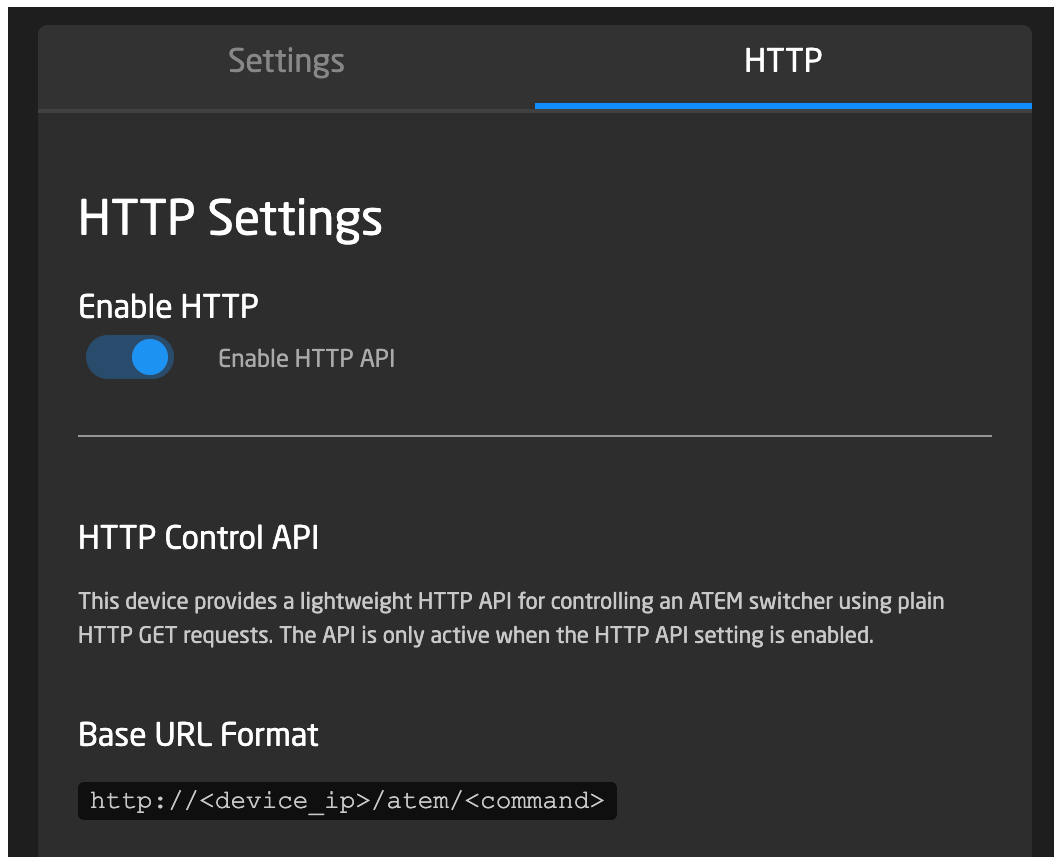 Settings
HTTP
HTTP Settings
Enable HTTP
Enable HTTP API
HTTP Control API
This device provides a lightweight HTTP API for controlling an ATEM switcher using plain
HTTP GET requests. The API is only active when the HTTP API setting is enabled.
Base URL Format
http://<device_ip>/atem/<command>